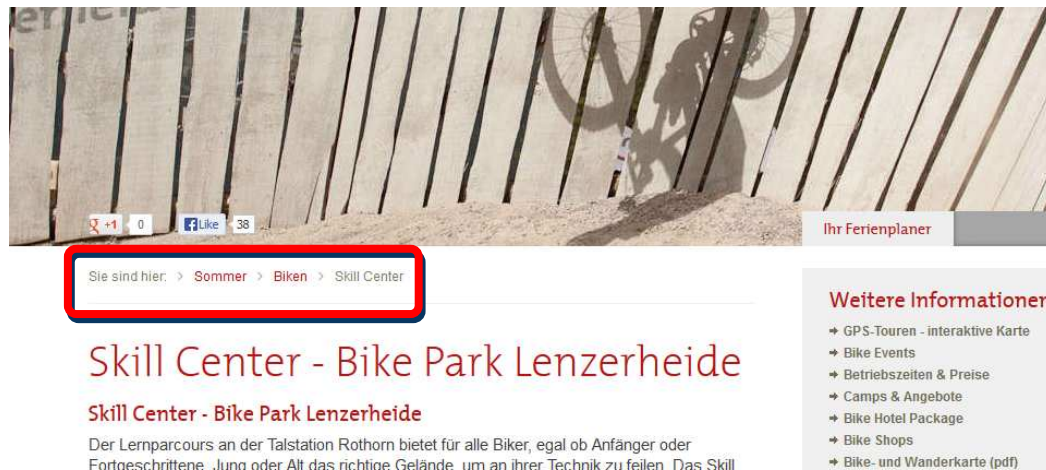 +1 0 Like 38
Ihr Ferienplaner
Sie sind hier: > Sommer > Biken > Skill Center
Skill Center - Bike Park Lenzerheide
Skill Center - Bike Park Lenzerheide
Der Lernparcours an der Talstation Rothorn bietet für alle Biker, egal ob Anfänger oder
Fortgeschrittene, Jung oder Alt das richtige Gelände, um an ihrer Technik zu feilen. Das Skill
Weitere Informationen
GPS-Touren - interaktive Karte
Bike Events
Betriebszeiten & Preise
Camps & Angebote
Bike Hotel Package
Bike Shops
Bike- und Wanderkarte (pdf)